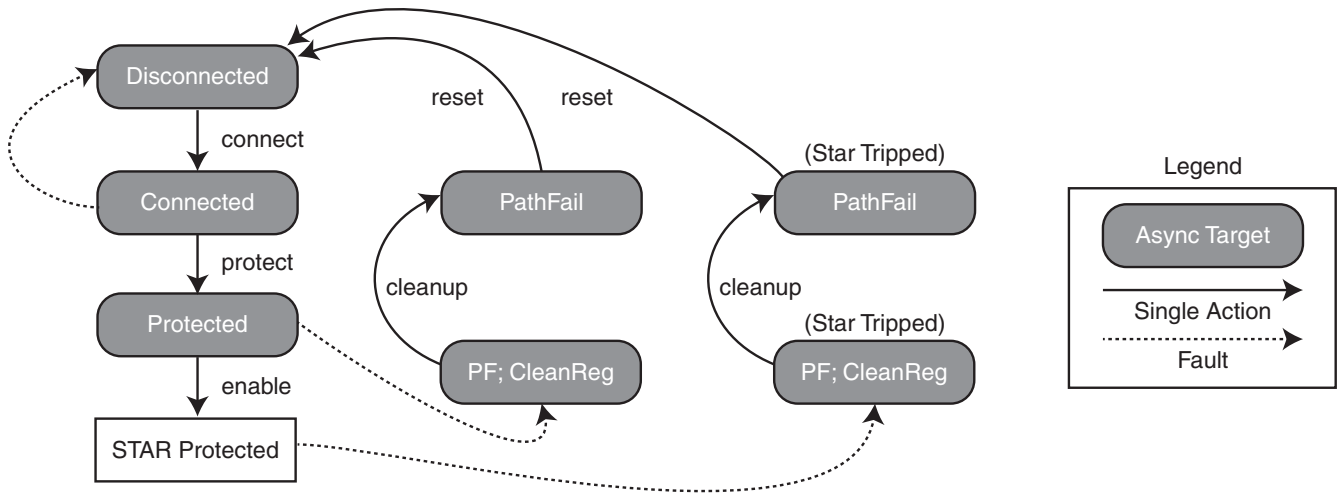 Disconnected
reset
reset
connect
(Star Tripped)
Connected
PathFail
PathFail
protect
cleanup
cleanup
Protected
(Star Tripped)
PF; CleanReg
PF; CleanReg
enable
STAR Protected
Legend
Async Target
Single Action
Fault